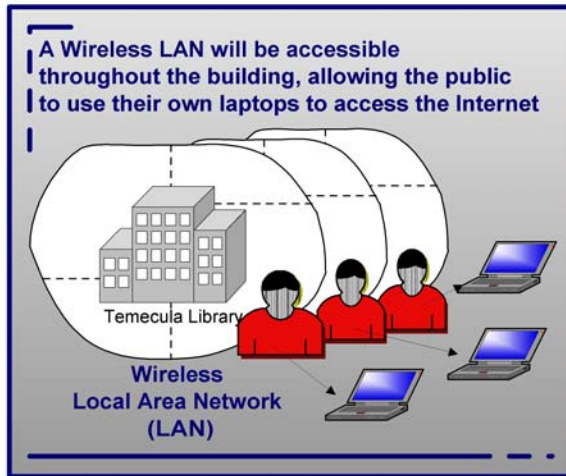 A Wireless LAN will be accessible
throughout the building, allowing the public
to use their own laptops to access the Internet
Temecula Library
Wireless
Local Area Network
(LAN)